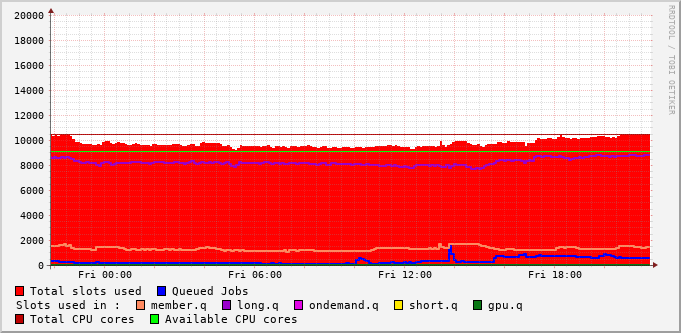 RRDTOOL / TOBI OETIKER
20000
18000
16000
14000
12000
10000
8000
6000
4000
2000
0
Fri 00:00 Fri 06:00 Fri 12:00 Fri 18:00
Total slots used Queued Jobs
Slots used in : member.q long.q ondemand.q short.q gpu.q
Total CPU cores Available CPU cores